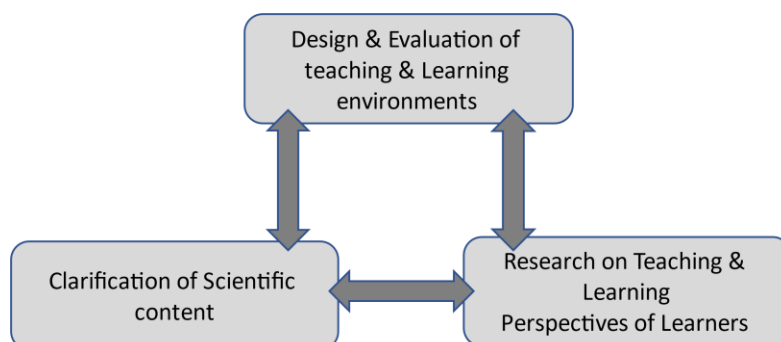 Design & Evaluation of
teaching & Learning
environments
Clarification of Scientific
content
Research on Teaching &
Learning
Perspectives of Learners